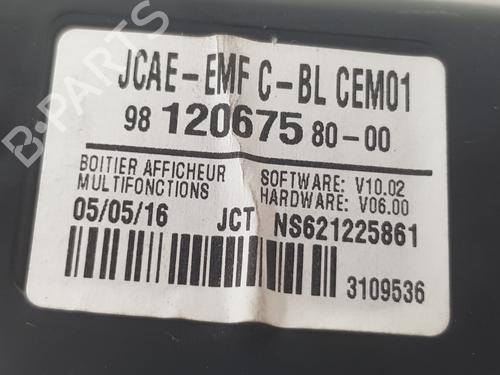 JCAE-EMF C-BL CEM01
98 120675 80-00
BOITIER AFFICHEUR
MULTIFONCTIONS
SOFTWARE: V10.02
HARDWARE: V06.00
05/05/16 JCT NS621225861
3109536
B-PARTS